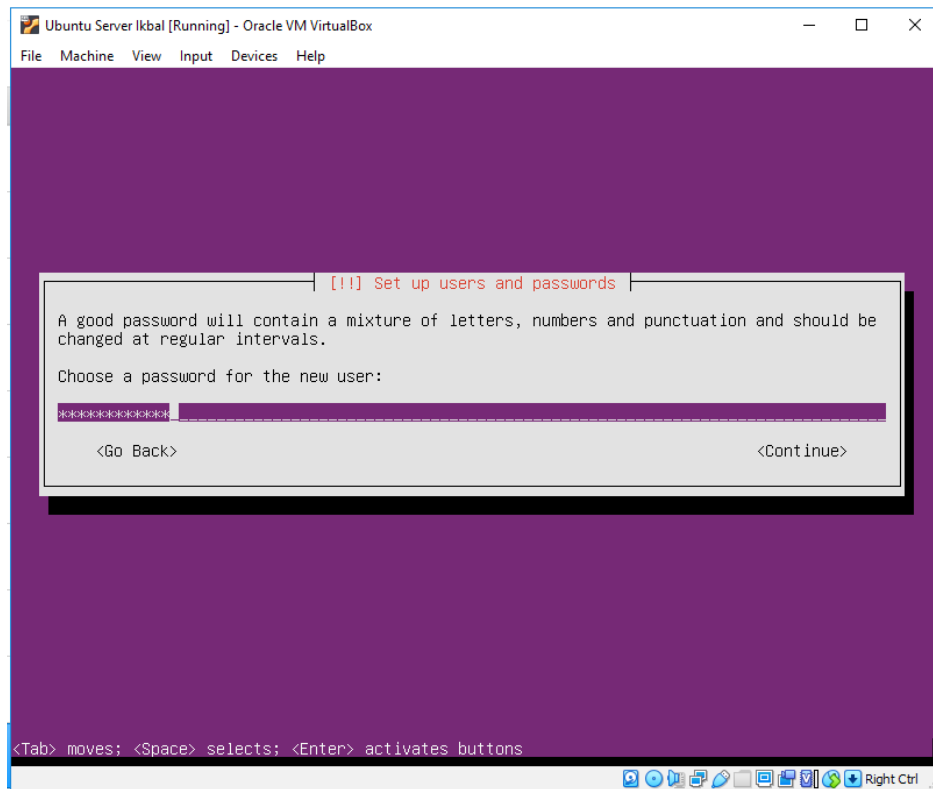 Ubuntu Server Ikbal [Running] - Oracle VM VirtualBox
File Machine View Input Devices Help
[!!] Set up users and passwords
A good password will contain a mixture of letters, numbers and punctuation and should be
changed at regular intervals.
Choose a password for the new user:
************
<Go Back> <Continue>
<Tab> moves; <Space> selects; <Enter> activates buttons
Right Ctrl